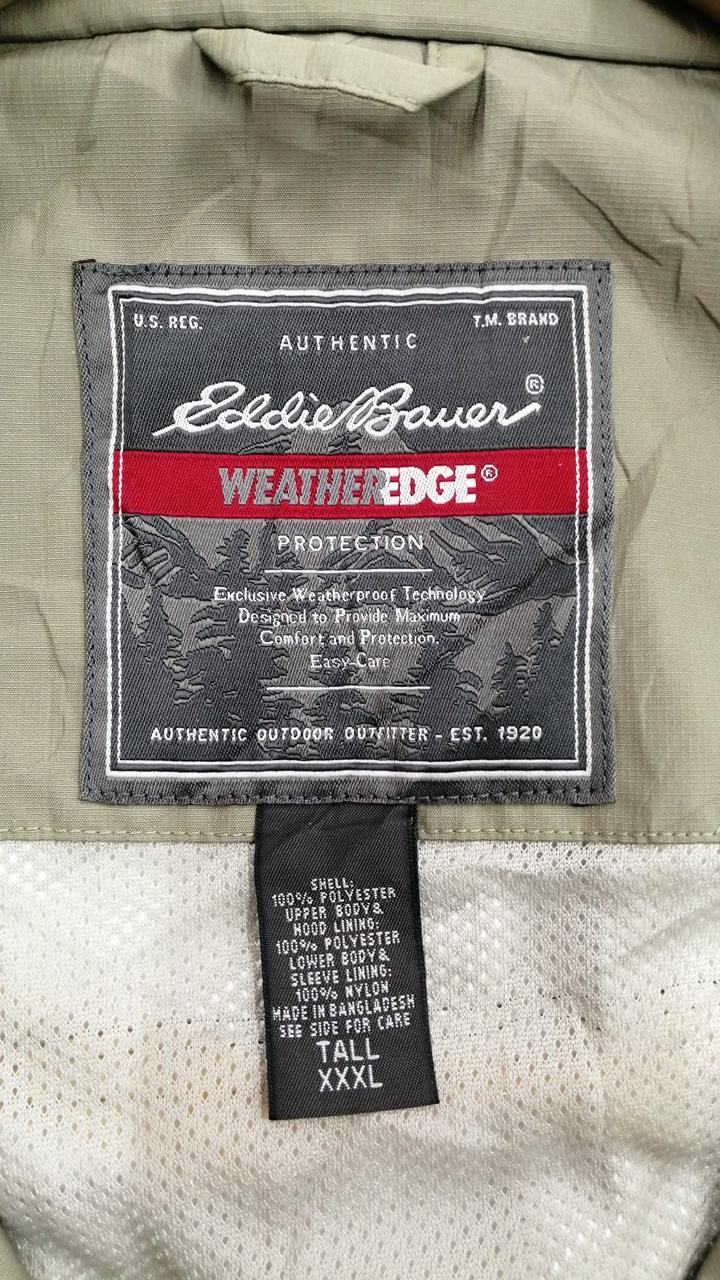 U.S. REG.
T.M. BRAND
AUTHENTIC
Eddie Bauer ®
WEATHEREDGE®
PROTECTION
Exclusive Weatherproof Technology
Designed to Provide Maximum
Comfort and Protection.
Easy-Care
AUTHENTIC OUTDOOR OUTFITTER - EST. 1920
SHELL:
100% POLYESTER
UPPER BODY &
HOOD LINING:
100% POLYESTER
LOWER BODY &
SLEEVE LINING:
100% NYLON
MADE IN BANGLADESH
SEE SIDE FOR CARE
TALL
XXXL